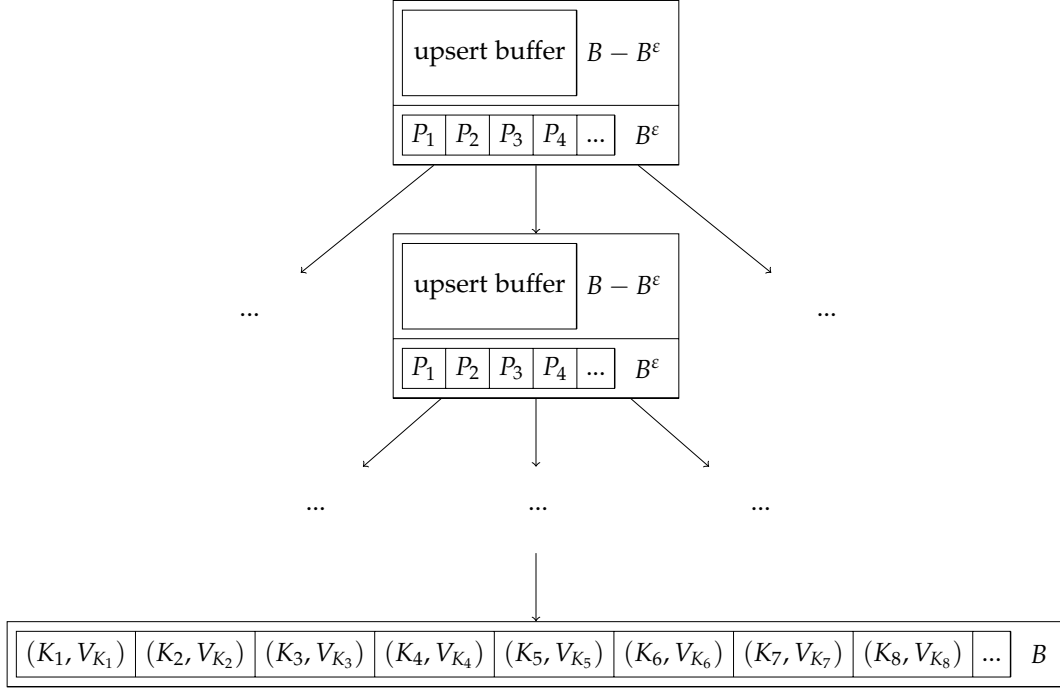 upsert buffer B − B^ε
P₁ P₂ P₃ P₄ ... B^ε
upsert buffer B − B^ε
... ...
P₁ P₂ P₃ P₄ ... B^ε
... ... ...
(K₁, V_{K₁}) (K₂, V_{K₂}) (K₃, V_{K₃}) (K₄, V_{K₄}) (K₅, V_{K₅}) (K₆, V_{K₆}) (K₇, V_{K₇}) (K₈, V_{K₈}) ... B